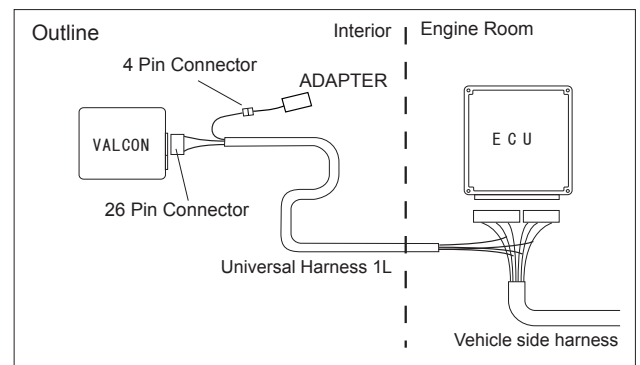 Outline
Interior
Engine Room
4 Pin Connector
ADAPTER
VALCON
ECU
26 Pin Connector
Universal Harness 1L
Vehicle side harness